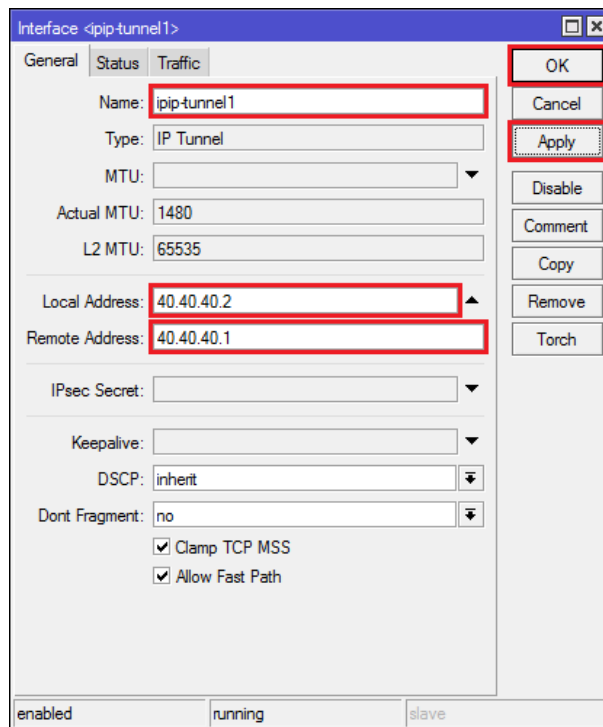 Interface <ipip-tunnel1>
General Status Traffic
Name: ipip-tunnel1
Type: IP Tunnel
MTU:
Actual MTU: 1480
L2 MTU: 65535
Local Address: 40.40.40.2
Remote Address: 40.40.40.1
IPsec Secret:
Keepalive:
DSCP: inherit
Dont Fragment: no
Clamp TCP MSS
Allow Fast Path
OK
Cancel
Apply
Disable
Comment
Copy
Remove
Torch
enabled running slave